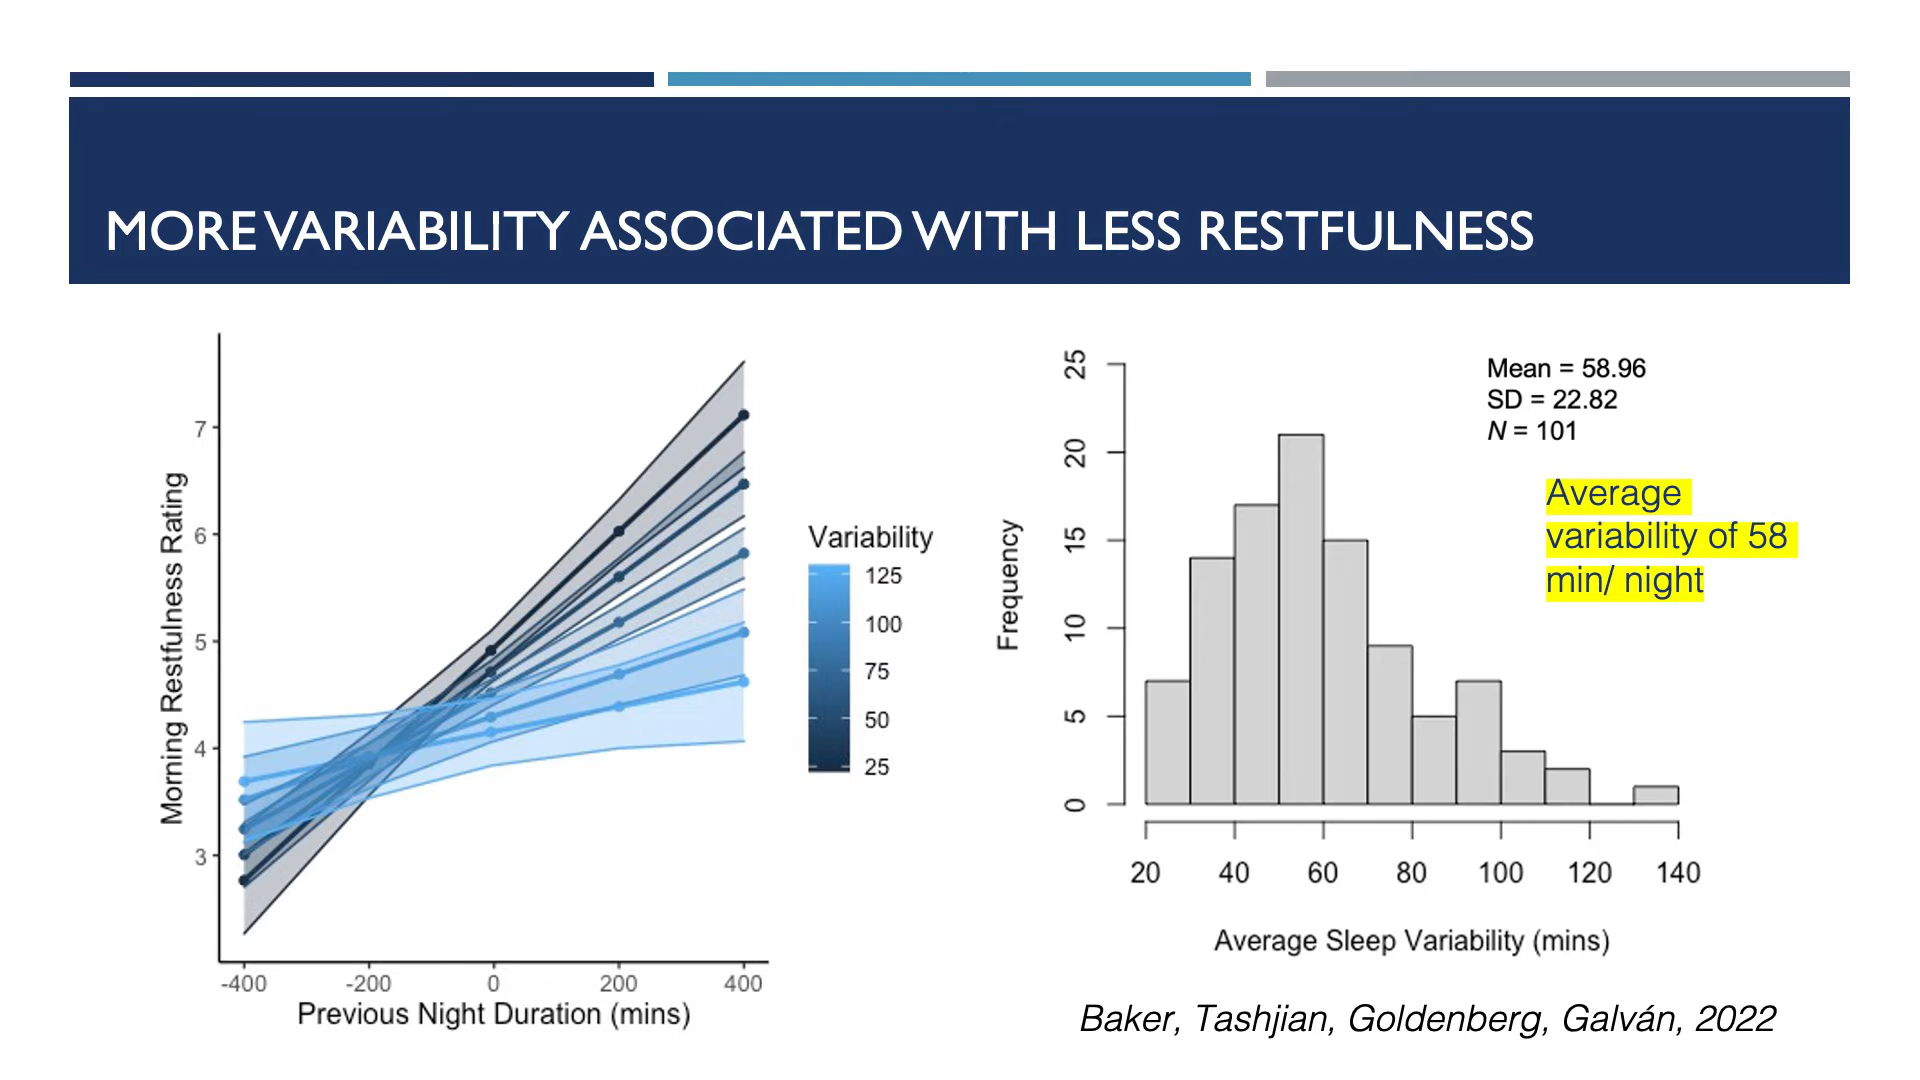 MORE VARIABILITY ASSOCIATED WITH LESS RESTFULNESS
Morning Restfulness Rating
7
6
5
4
3
-400 -200 0 200 400
Previous Night Duration (mins)
Variability
125
100
75
50
25
Frequency
25
20
15
10
5
0
20 40 60 80 100 120 140
Average Sleep Variability (mins)
Mean = 58.96
SD = 22.82
N = 101
Average
variability of 58
min/ night
Baker, Tashjian, Goldenberg, Galván, 2022